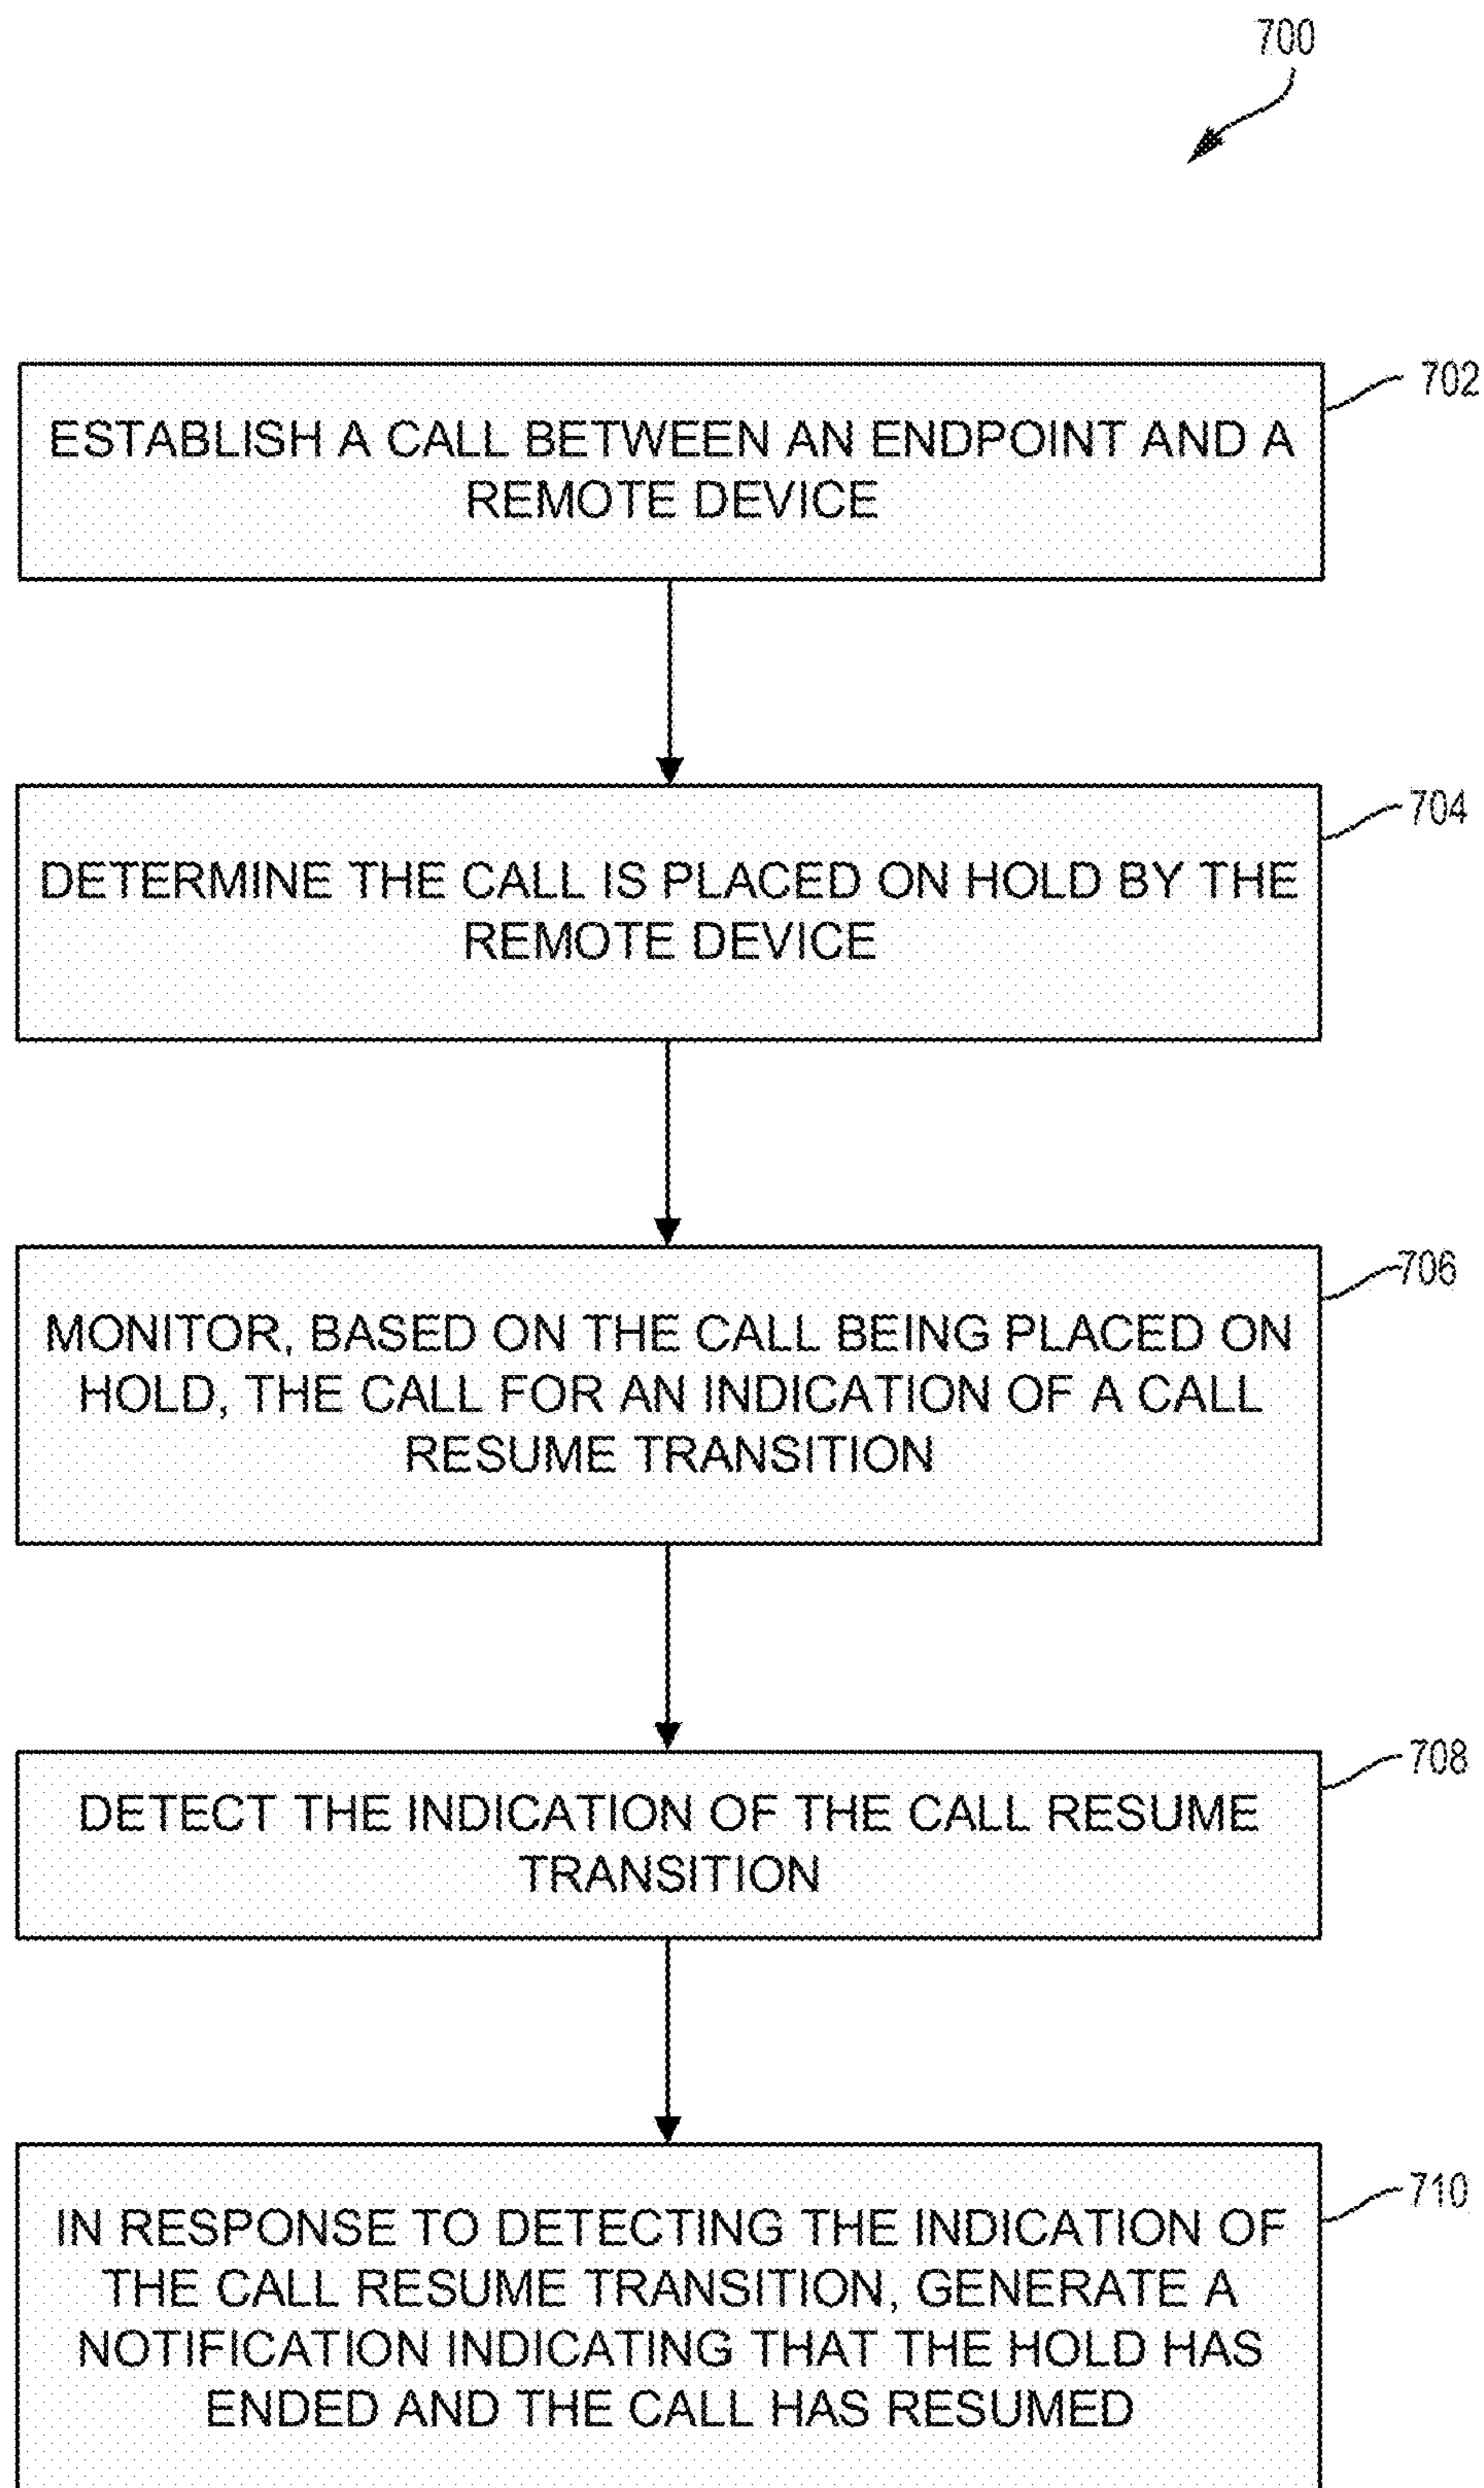 700
702
ESTABLISH A CALL BETWEEN AN ENDPOINT AND A
REMOTE DEVICE
704
DETERMINE THE CALL IS PLACED ON HOLD BY THE
REMOTE DEVICE
706
MONITOR, BASED ON THE CALL BEING PLACED ON
HOLD, THE CALL FOR AN INDICATION OF A CALL
RESUME TRANSITION
708
DETECT THE INDICATION OF THE CALL RESUME
TRANSITION
710
IN RESPONSE TO DETECTING THE INDICATION OF
THE CALL RESUME TRANSITION, GENERATE A
NOTIFICATION INDICATING THAT THE HOLD HAS
ENDED AND THE CALL HAS RESUMED